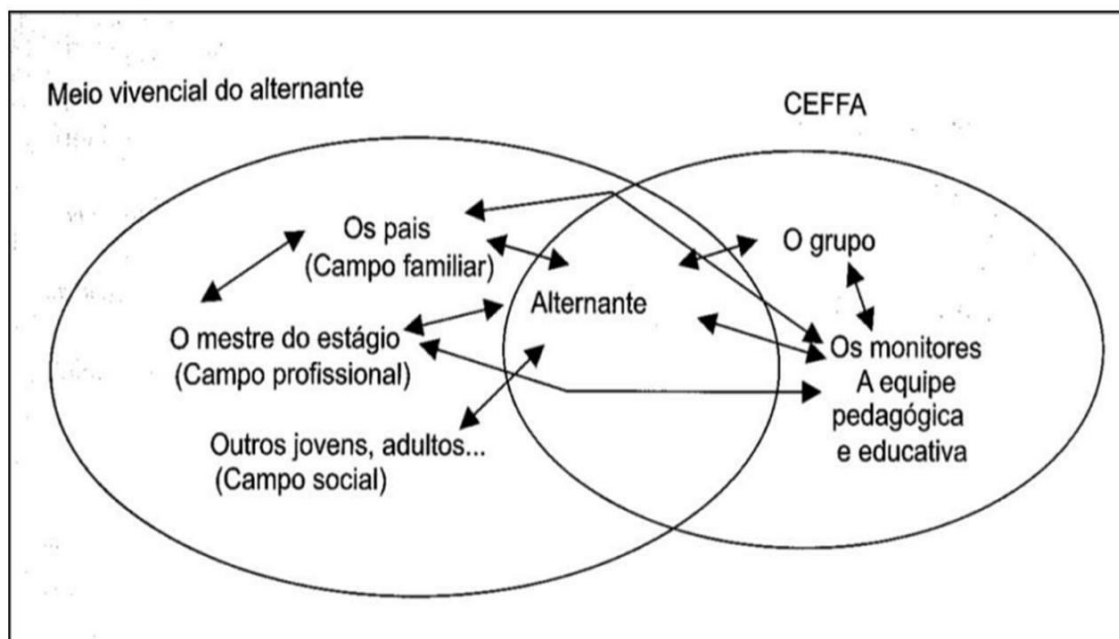 Meio vivencial do alternante
CEFFA
Os pais
(Campo familiar)
O grupo
Alternante
O mestre do estágio
(Campo profissional)
Os monitores
A equipe
pedagógica
e educativa
Outros jovens, adultos...
(Campo social)